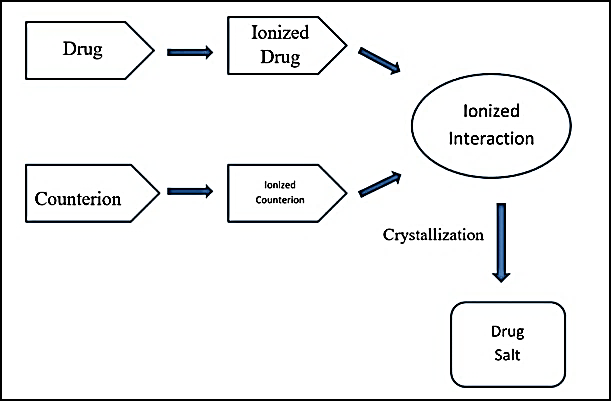 Drug
Ionized
Drug
Ionized
Interaction
Counterion
Ionized
Counterion
Crystallization
Drug
Salt